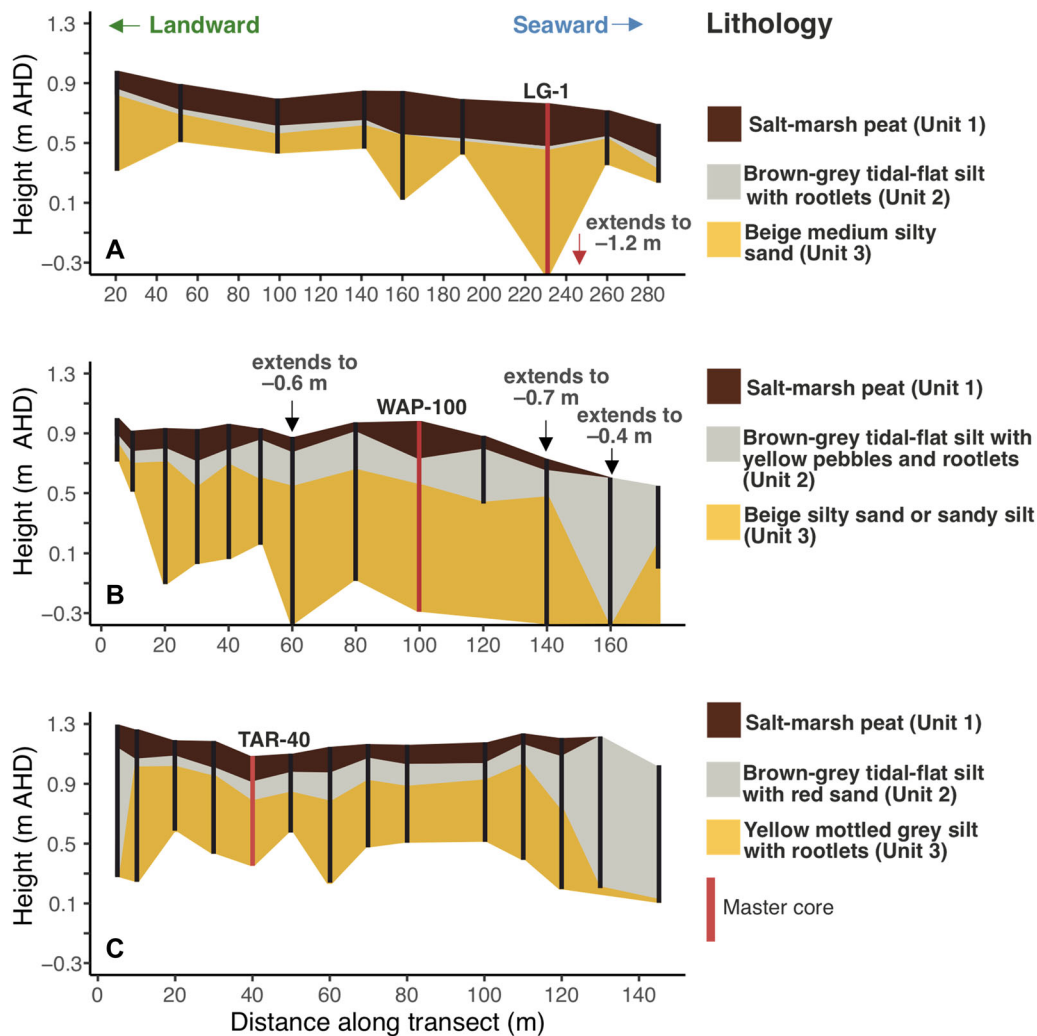 ← Landward
Seaward →
Lithology
Height (m AHD)
1.3
0.9
0.5
0.1
−0.3
LG-1
extends to
−1.2 m
A
20 40 60 80 100 120 140 160 180 200 220 240 260 280
Salt-marsh peat (Unit 1)
Brown-grey tidal-flat silt
with rootlets (Unit 2)
Beige medium silty
sand (Unit 3)
Height (m AHD)
1.3
0.9
0.5
0.1
−0.3
extends to
−0.6 m
WAP-100
extends to
−0.7 m
extends to
−0.4 m
B
0 20 40 60 80 100 120 140 160
Salt-marsh peat (Unit 1)
Brown-grey tidal-flat silt with
yellow pebbles and rootlets
(Unit 2)
Beige silty sand or sandy silt
(Unit 3)
Height (m AHD)
1.3
0.9
0.5
0.1
−0.3
TAR-40
C
0 20 40 60 80 100 120 140
Distance along transect (m)
Salt-marsh peat (Unit 1)
Brown-grey tidal-flat silt
with red sand (Unit 2)
Yellow mottled grey silt
with rootlets (Unit 3)
Master core